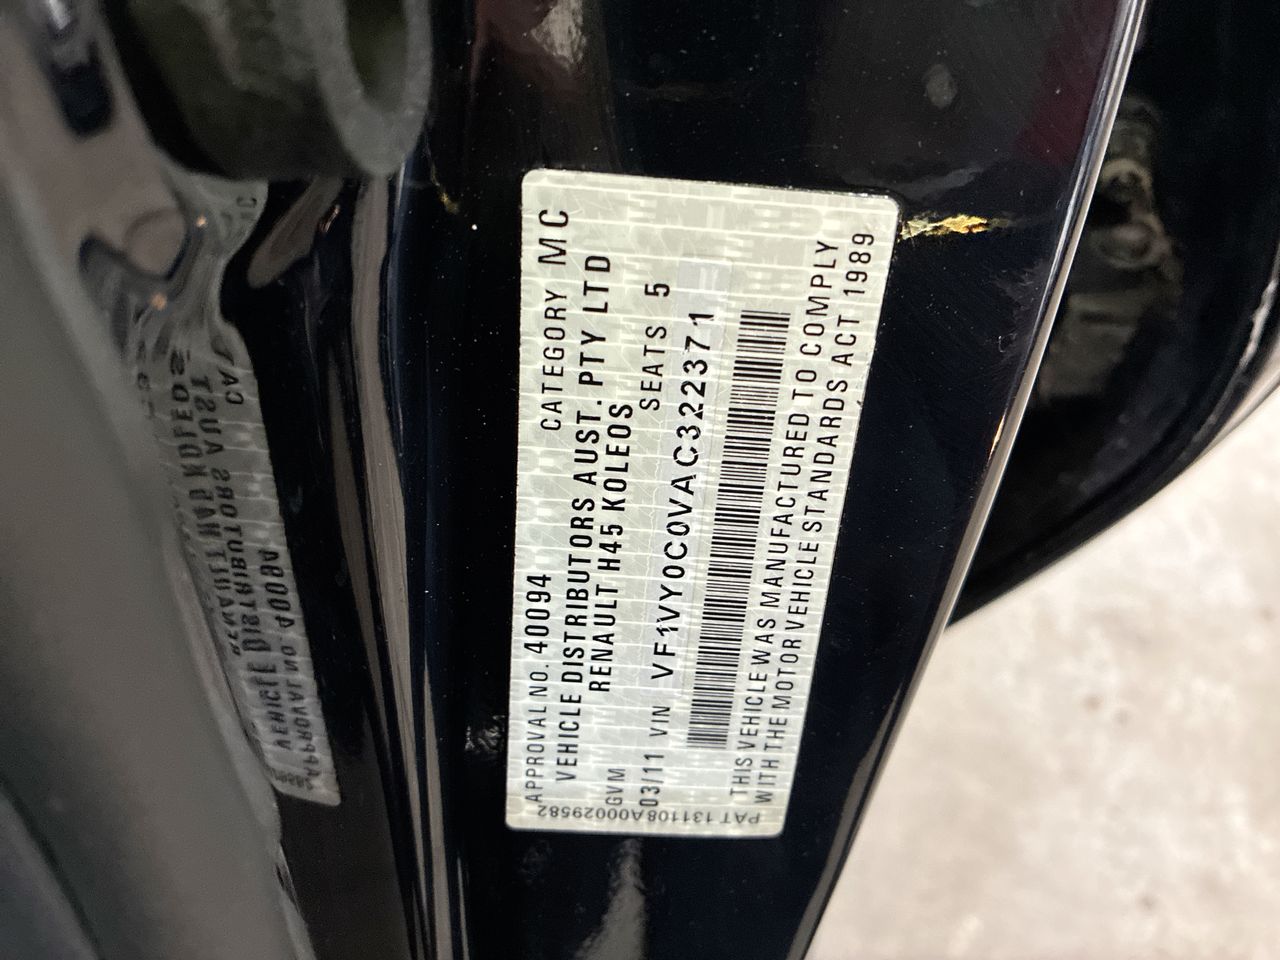 APPROVAL NO. 40094 CATEGORY MC
VEHICLE DISTRIBUTORS AUST. PTY LTD
RENAULT H45 KOLEOS
GVM SEATS 5
03/11 VIN VF1VY0C0VAC322371
THIS VEHICLE WAS MANUFACTURED TO COMPLY
WITH THE MOTOR VEHICLE STANDARDS ACT 1989
PAT 131108A00029582